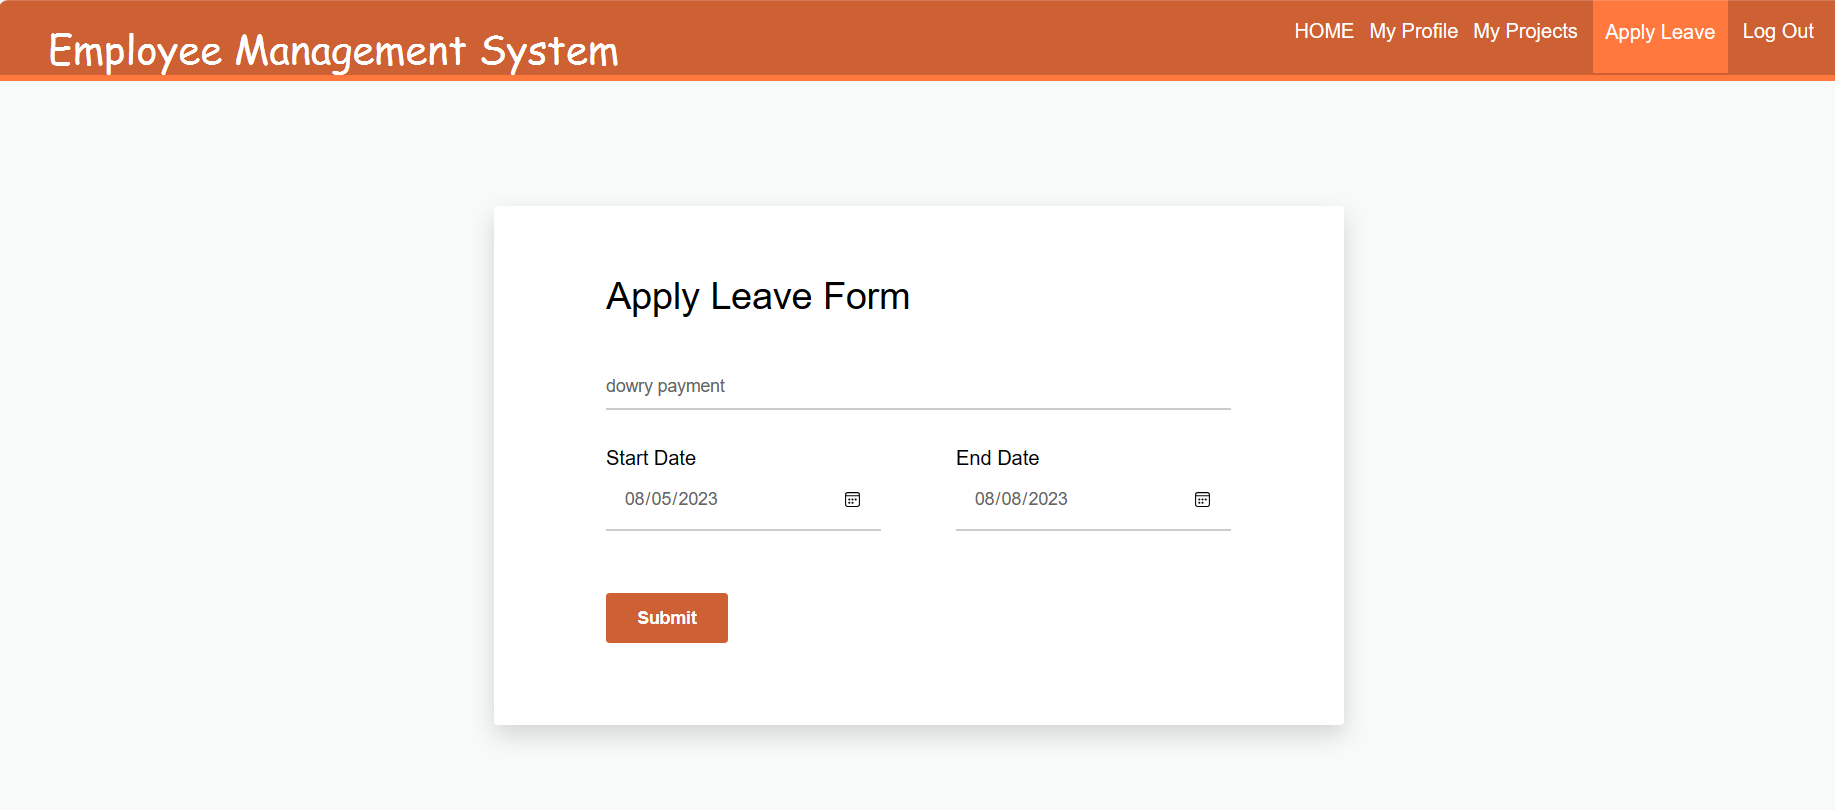 Employee Management System
HOME My Profile My Projects Apply Leave Log Out
Apply Leave Form
dowry payment
Start Date End Date
08/05/2023 08/08/2023
Submit